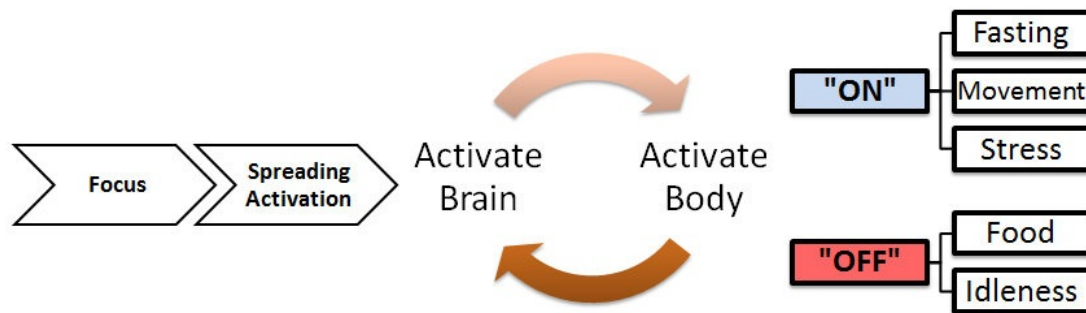 Focus
Spreading
Activation
Activate
Brain
Activate
Body
"ON"
Fasting
Movement
Stress
"OFF"
Food
Idleness